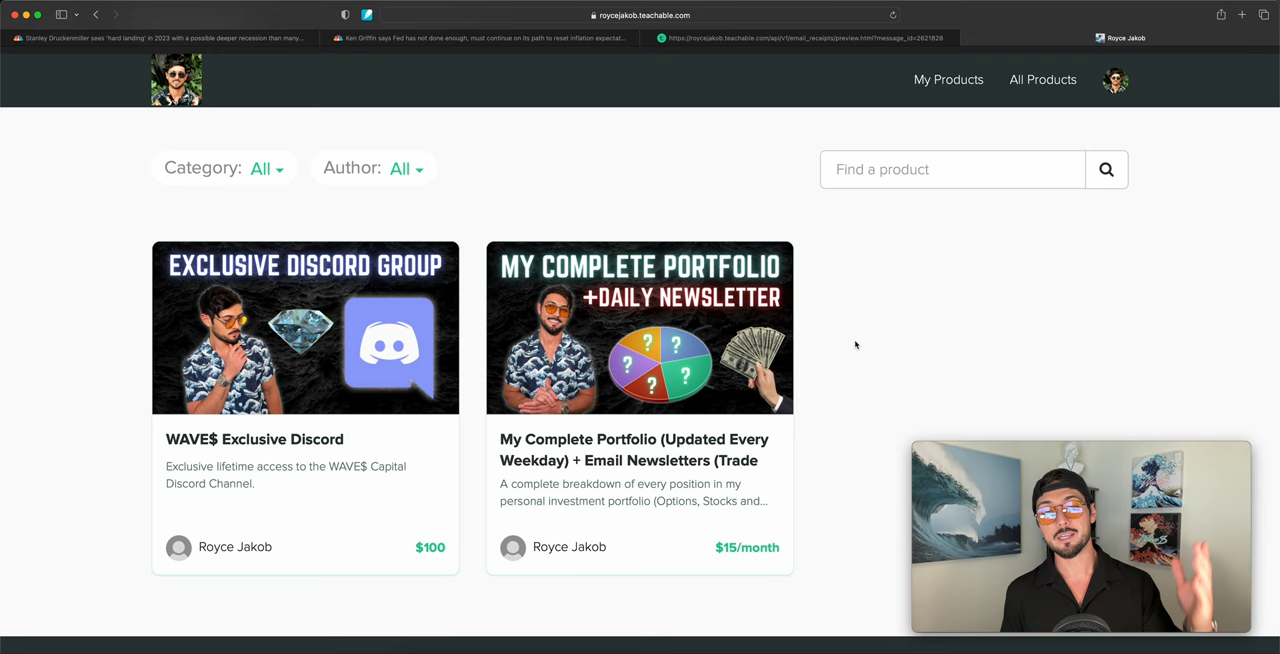 roycejakob.teachable.com
Stanley Druckenmiller sees 'hard landing' in 2023 with a possible deeper recession than many...
Ken Griffin says Fed has not done enough, must continue on its path to reset inflation expectat...
https://roycejakob.teachable.com/api/v1/email_receipts/preview.html?message_id=2621828
Royce Jakob
My Products
All Products
Category: All
Author: All
Find a product
EXCLUSIVE DISCORD GROUP
MY COMPLETE PORTFOLIO
+DAILY NEWSLETTER
? ? ? ? ?
WAVE$ Exclusive Discord
Exclusive lifetime access to the WAVE$ Capital
Discord Channel.
Royce Jakob
$100
My Complete Portfolio (Updated Every
Weekday) + Email Newsletters (Trade
A complete breakdown of every position in my
personal investment portfolio (Options, Stocks and...
Royce Jakob
$15/month